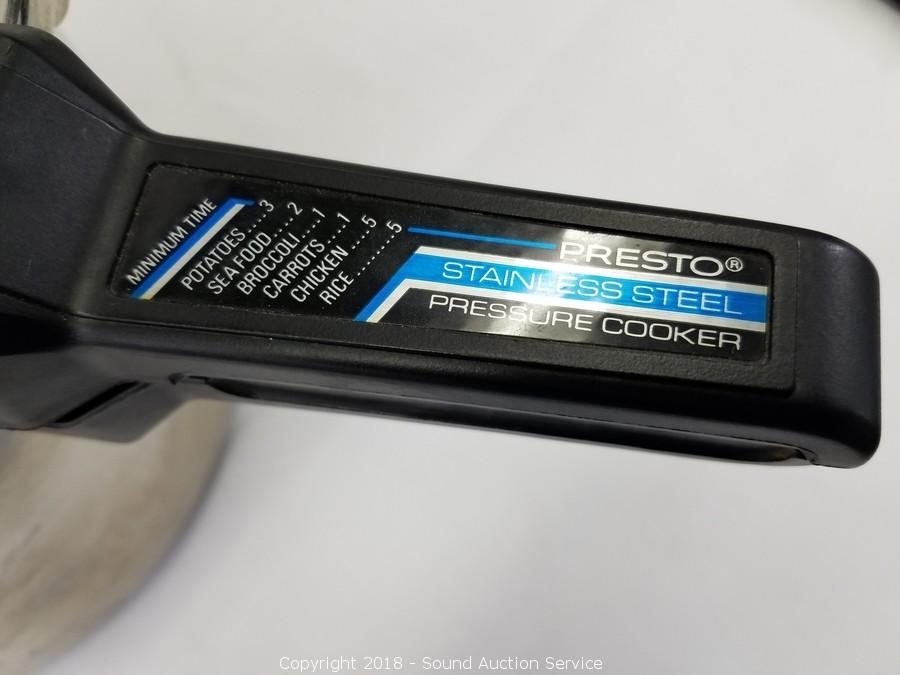 MINIMUM TIME
POTATOES....3
SEA FOOD....2
BROCCOLI....1
CARROTS....1
CHICKEN....5
RICE........5
PRESTO®
STAINLESS STEEL
PRESSURE COOKER
Copyright 2018 - Sound Auction Service